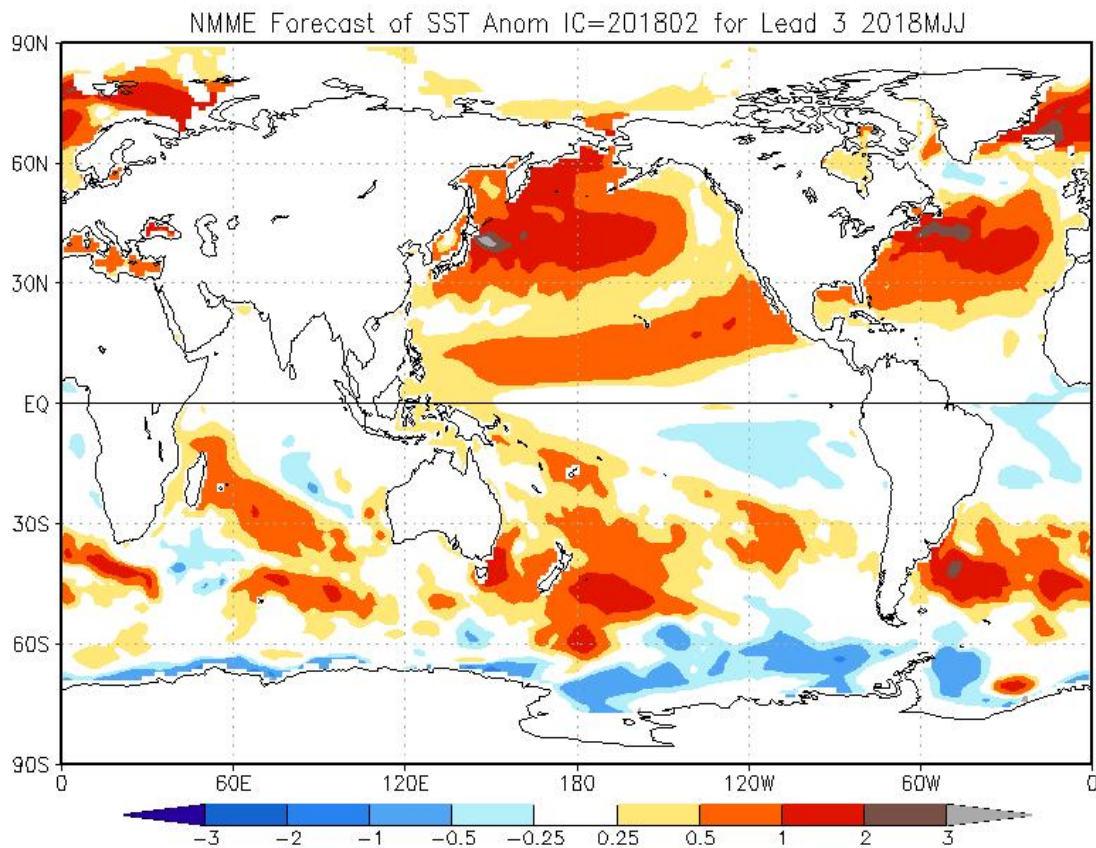 NMME Forecast of SST Anom IC=201802 for Lead 3 2018MJJ
90N
60N
30N
EQ
30S
60S
90S
0 60E 120E 180 120W 60W 0
-3 -2 -1 -0.5 -0.25 0.25 0.5 1 2 3